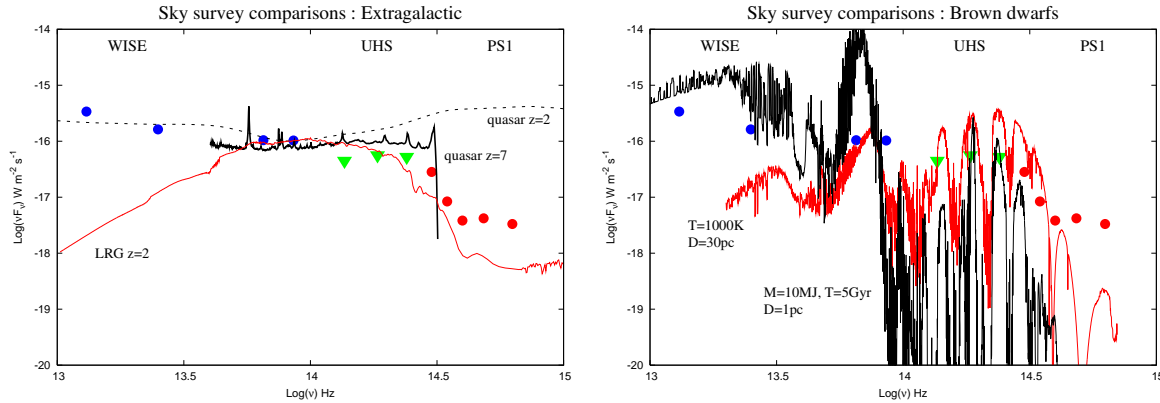 Sky survey comparisons : Extragalactic
-14
-15
-16
-17
-18
-19
-20
Log(νFν) W m-2 s-1
WISE
UHS
PS1
quasar z=2
quasar z=7
LRG z=2
13
13.5
14
14.5
15
Log(ν) Hz
Sky survey comparisons : Brown dwarfs
-14
-15
-16
-17
-18
-19
-20
Log(νFν) W m-2 s-1
WISE
UHS
PS1
T=1000K
D=30pc
M=10MJ, T=5Gyr
D=1pc
13
13.5
14
14.5
15
Log(ν) Hz